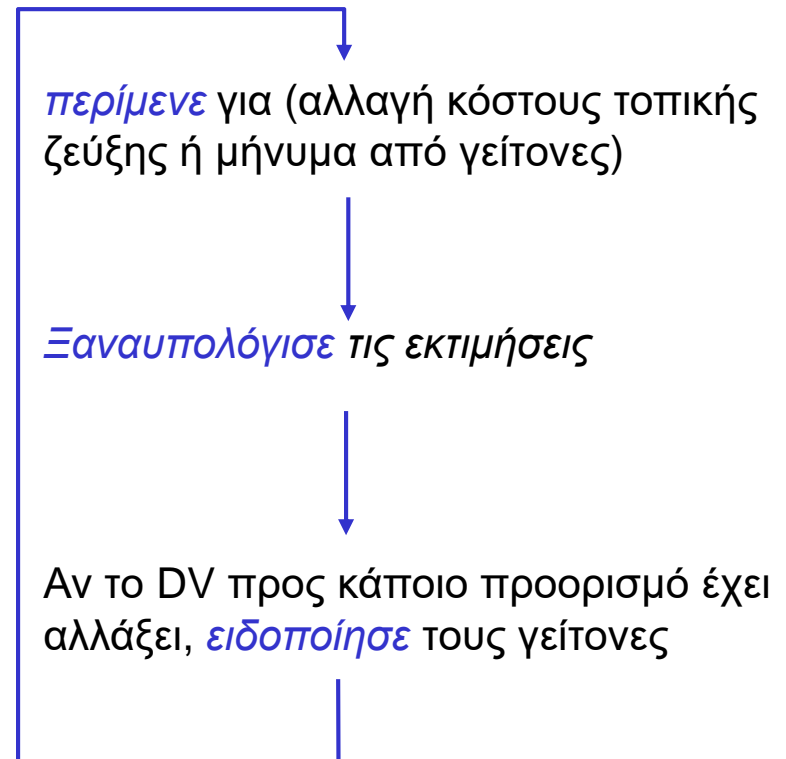 περίμενε για (αλλαγή κόστους τοπικής
ζεύξης ή μήνυμα από γείτονες)
Ξαναυπολόγισε τις εκτιμήσεις
Αν το DV προς κάποιο προορισμό έχει
αλλάξει, ειδοποίησε τους γείτονες